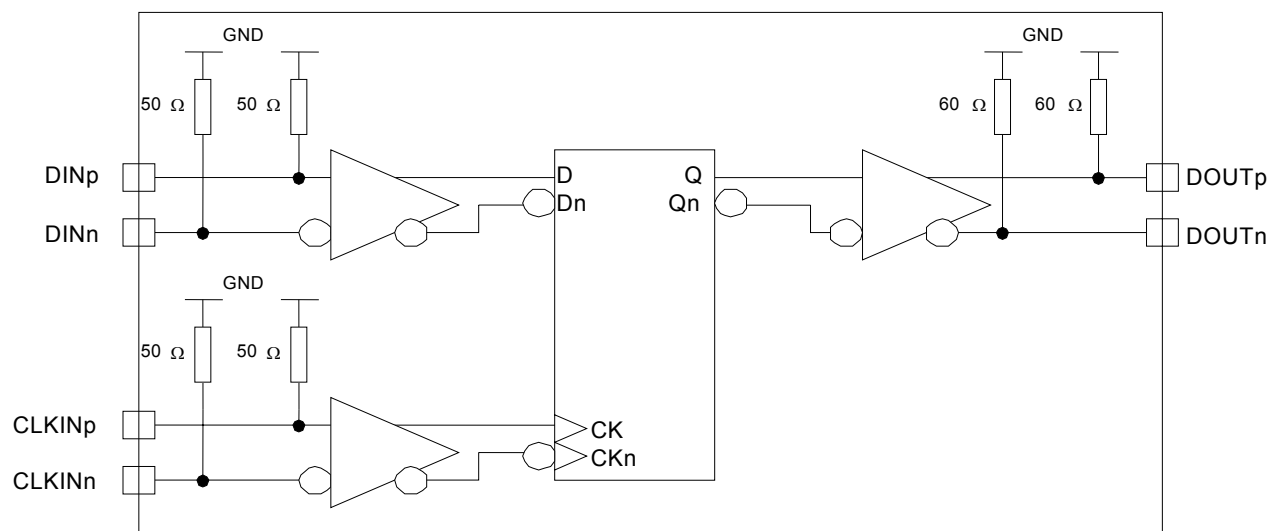 GND
GND
50 Ω
50 Ω
60 Ω
60 Ω
DINp
D
Q
DOUTp
Dn
Qn
DINn
DOUTn
GND
50 Ω
50 Ω
CLKINp
CK
CKn
CLKINn